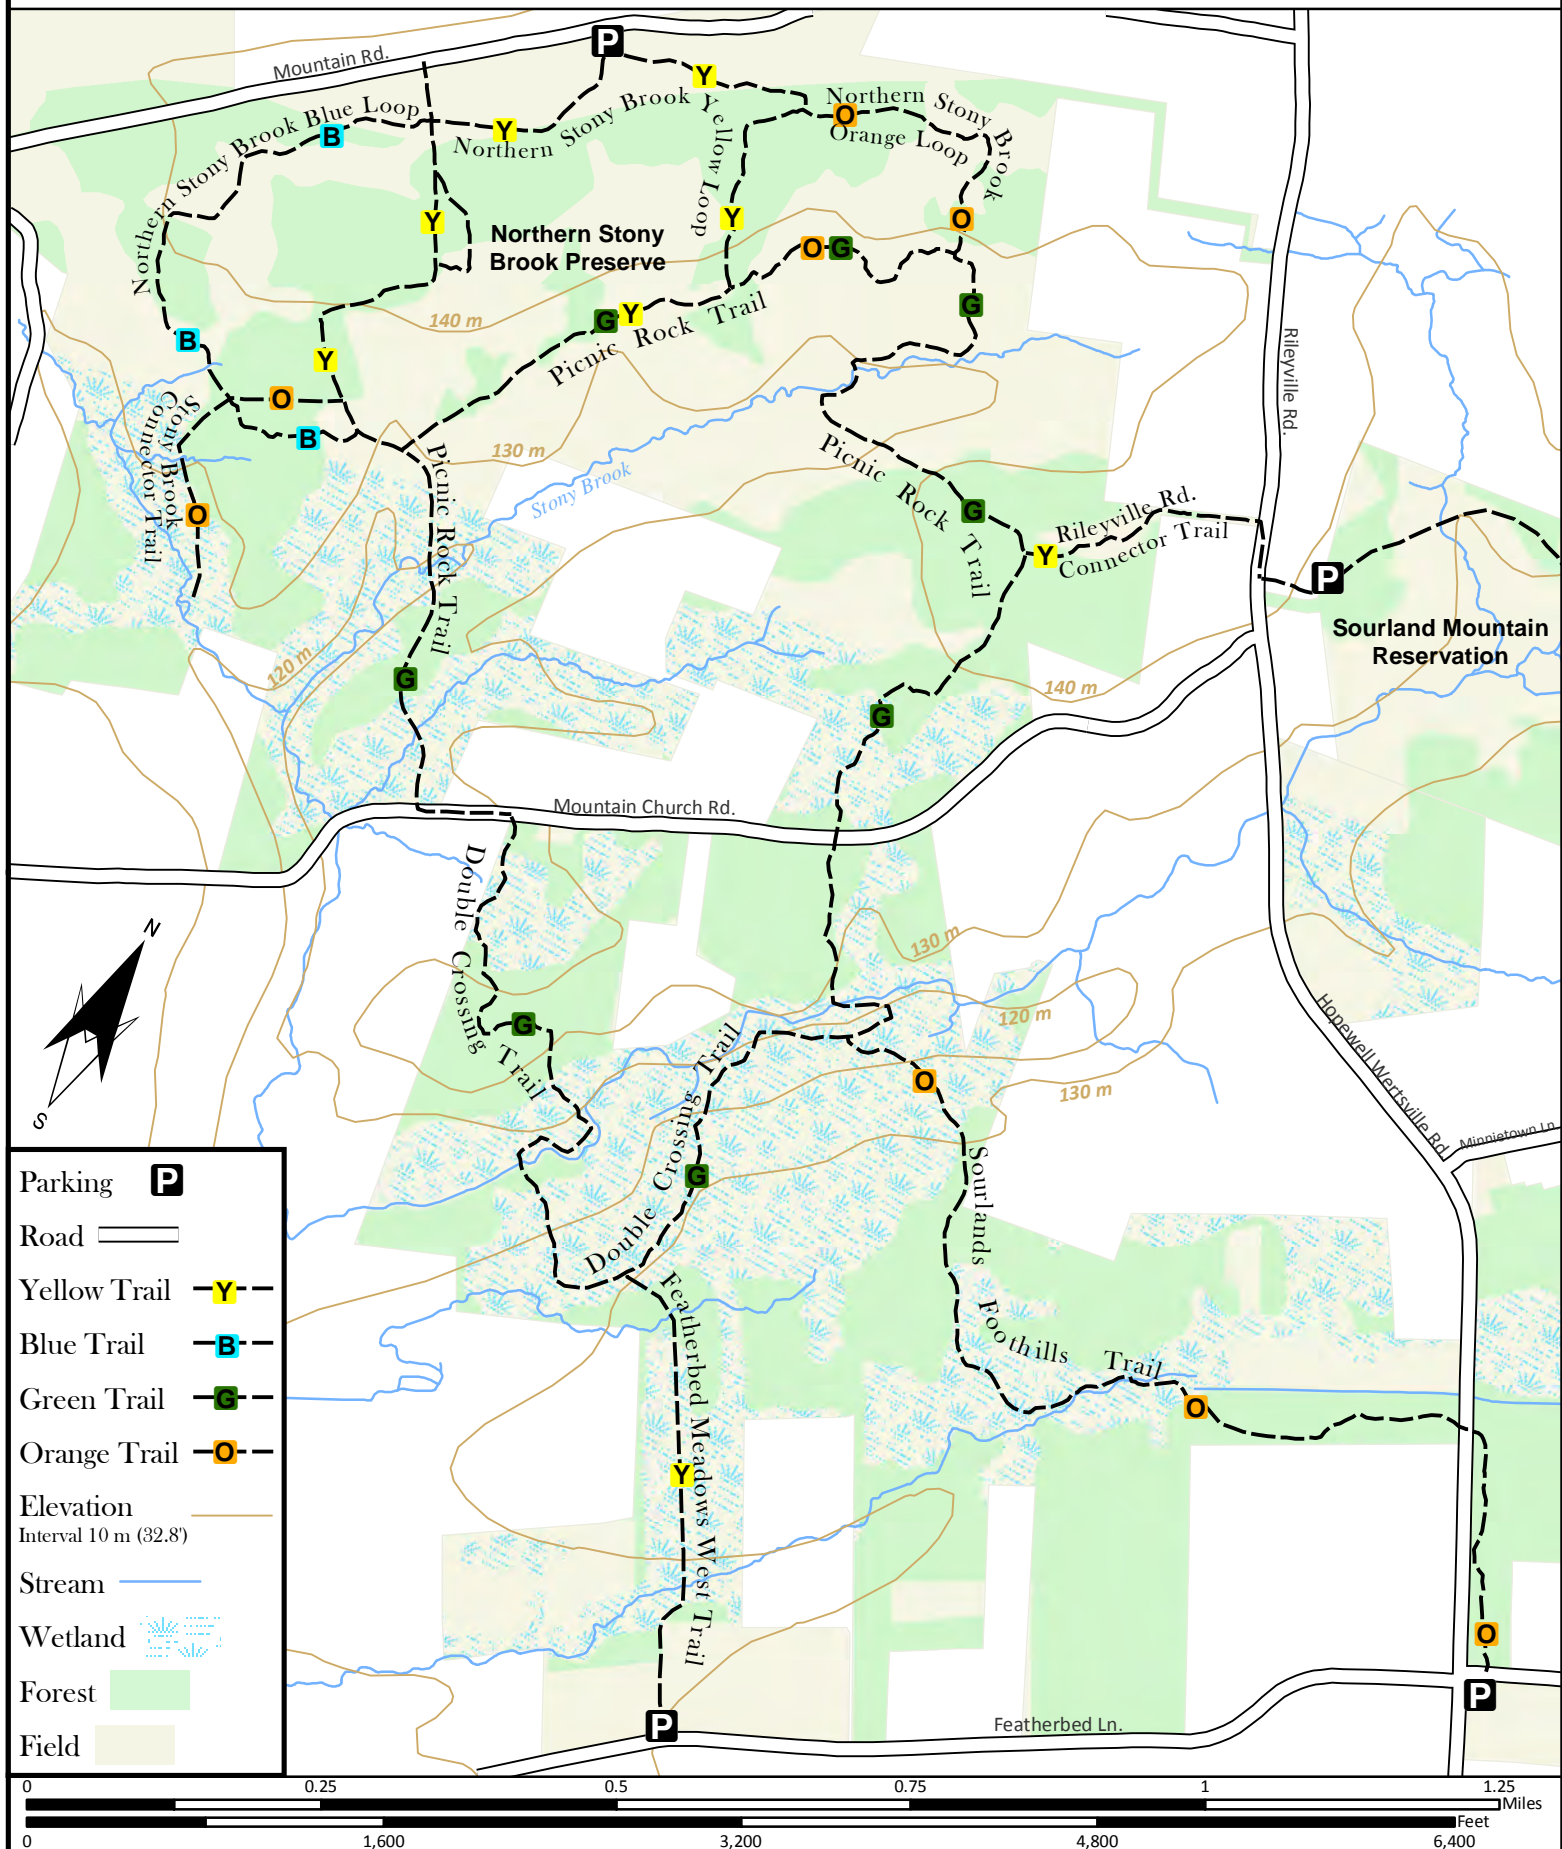 P
Mountain Rd.
Y
Northern Stony Brook Blue Loop
B
Y
Northern Stony Brook Yellow Loop
Northern Stony Brook
Orange Loop
O
Y
Y
O
Northern Stony
Brook Preserve
O G
G
140 m
G Y
Picnic Rock Trail
B
Y
O
B
Stony Brook
Connector Trail
O
130 m
Stony Brook
Rileyville Rd.
Picnic Rock Trail
G
Picnic Rock Trail
G
Y
Rileyville Rd.
Connector Trail
P
Sourland Mountain
Reservation
120 m
140 m
G
Mountain Church Rd.
Double Crossing Trail
G
130 m
120 m
130 m
N
S
Hopewell Wertsville Rd.
Minnietown Ln.
Double Crossing Trail
G
O
Sourlands Foothills Trail
O
Featherbed Meadows West Trail
Y
O
P
P
Featherbed Ln.
Parking P
Road
Yellow Trail Y
Blue Trail B
Green Trail G
Orange Trail O
Elevation
Interval 10 m (32.8')
Stream
Wetland
Forest
Field
0 0.25 0.5 0.75 1 1.25
Miles
Feet
0 1,600 3,200 4,800 6,400